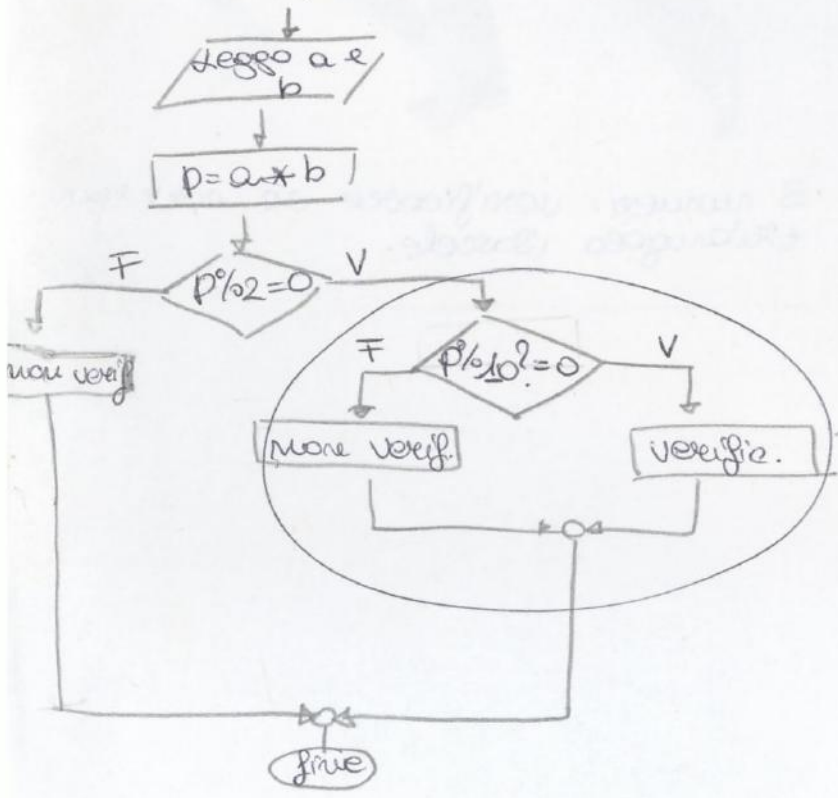 Leggo a e
b
p=a*b
F
p%2=0
V
non verif
F
p%10?=0
V
non verif.
verific.
fine